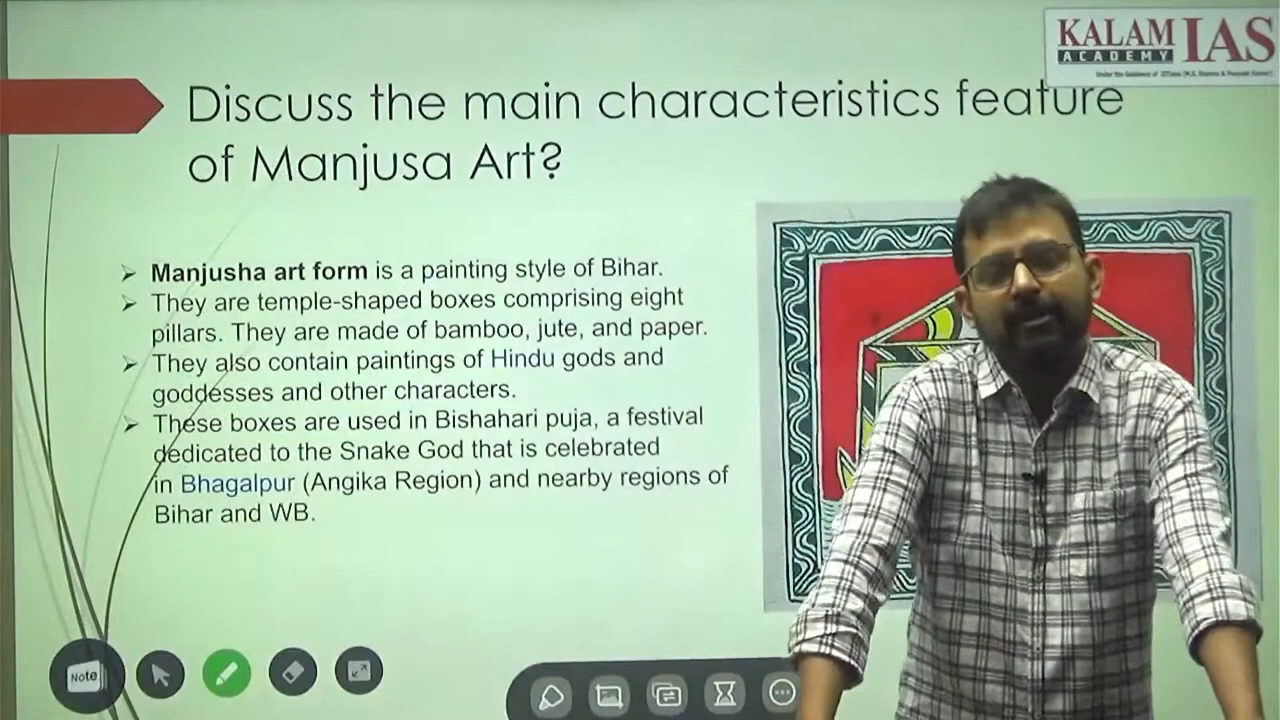 KALAM IAS
ACADEMY
Discuss the main characteristics feature
of Manjusa Art?
➢ Manjusha art form is a painting style of Bihar.
➢ They are temple-shaped boxes comprising eight
pillars. They are made of bamboo, jute, and paper.
➢ They also contain paintings of Hindu gods and
goddesses and other characters.
➢ These boxes are used in Bishahari puja, a festival
dedicated to the Snake God that is celebrated
in Bhagalpur (Angika Region) and nearby regions of
Bihar and WB.
Note